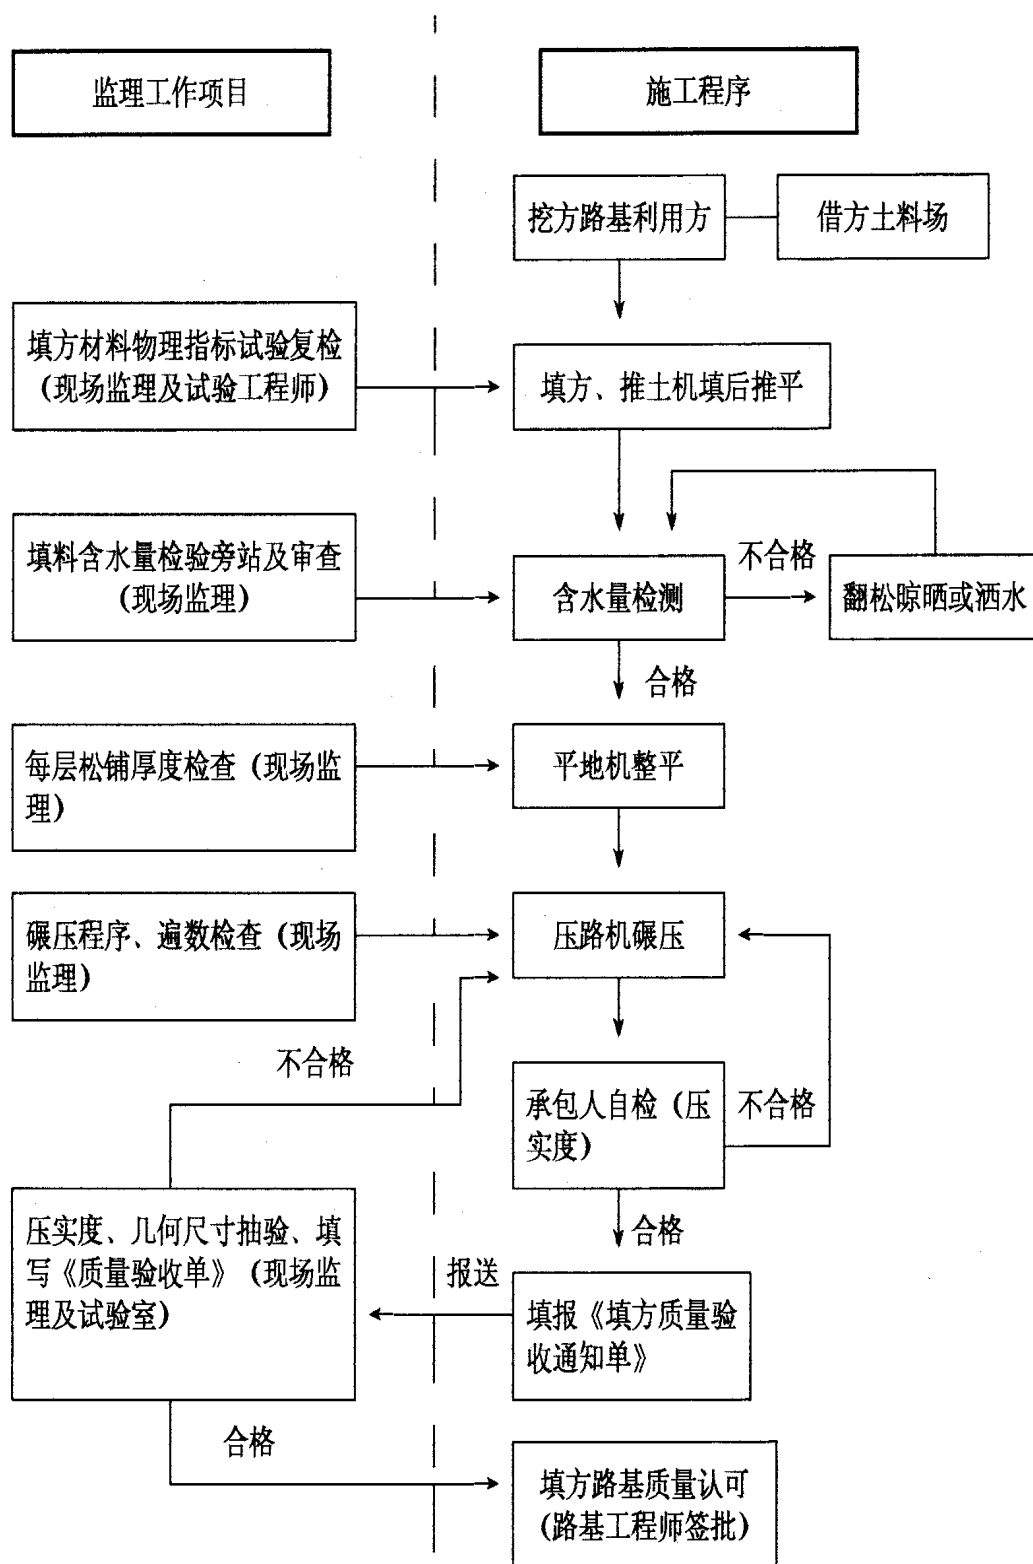 监理工作项目
施工程序
挖方路基利用方
借方土料场
填方材料物理指标试验复检
（现场监理及试验工程师）
填方、推土机填后推平
填料含水量检验旁站及审查
（现场监理）
含水量检测
不合格
翻松晾晒或洒水
合格
每层松铺厚度检查（现场监
理）
平地机整平
碾压程序、遍数检查（现场
监理）
压路机碾压
不合格
承包人自检（压
实度）
不合格
合格
压实度、几何尺寸抽验、填
写《质量验收单》（现场监
理及试验室）
报送
填报《填方质量验
收通知单》
合格
填方路基质量认可
（路基工程师签批）